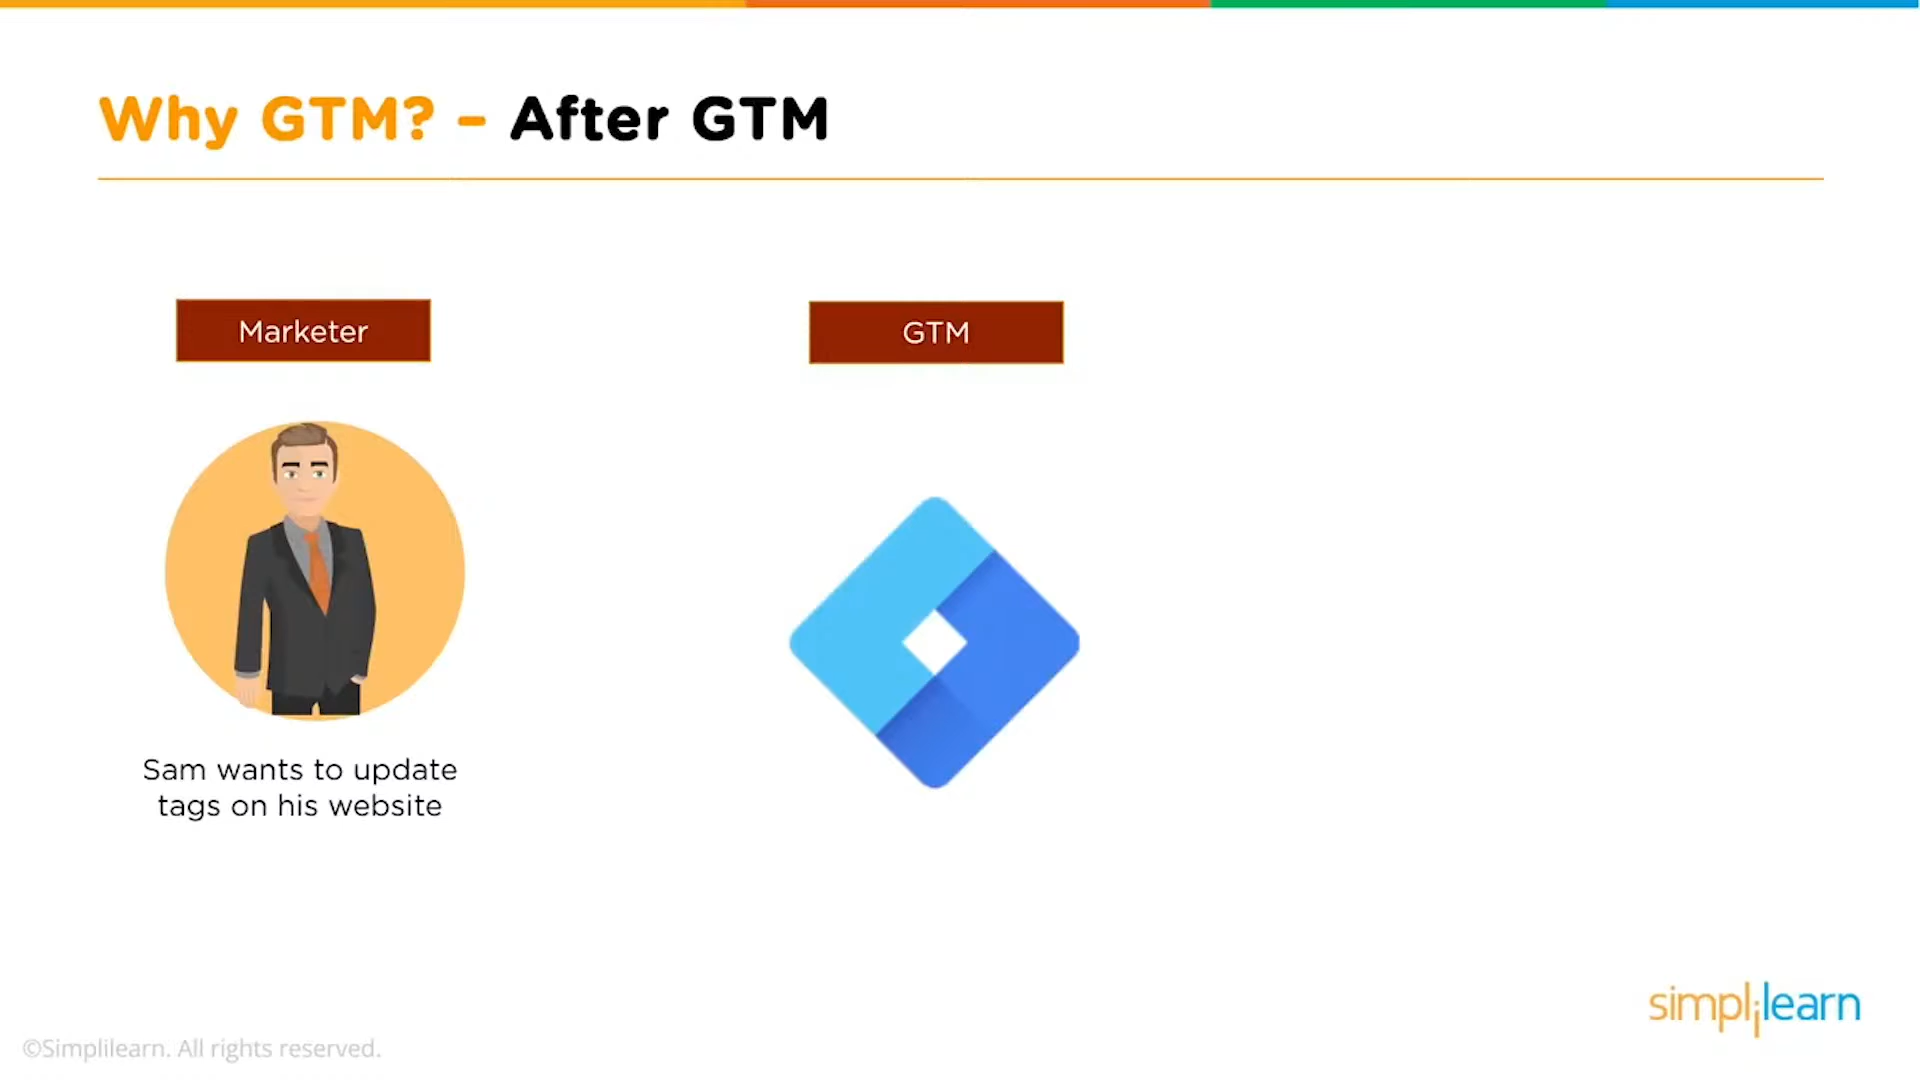 Why GTM? – After GTM
Marketer
GTM
Sam wants to update
tags on his website
simplilearn
©Simplilearn. All rights reserved.